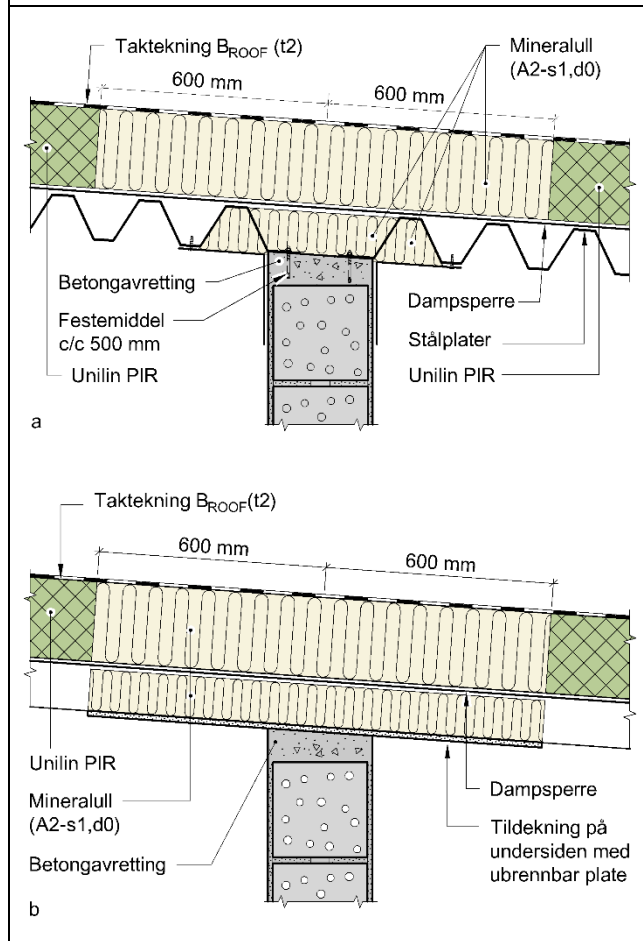 Taktekning BROOF (t2)
Mineralull
(A2-s1,d0)
600 mm
600 mm
Betongavretting
Festemiddel
c/c 500 mm
Unilin PIR
Dampsperre
Stålplater
Unilin PIR
a
Taktekning BROOF(t2)
600 mm
600 mm
Unilin PIR
Mineralull
(A2-s1,d0)
Betongavretting
Dampsperre
Tildekning på
undersiden med
ubrennbar plate
b